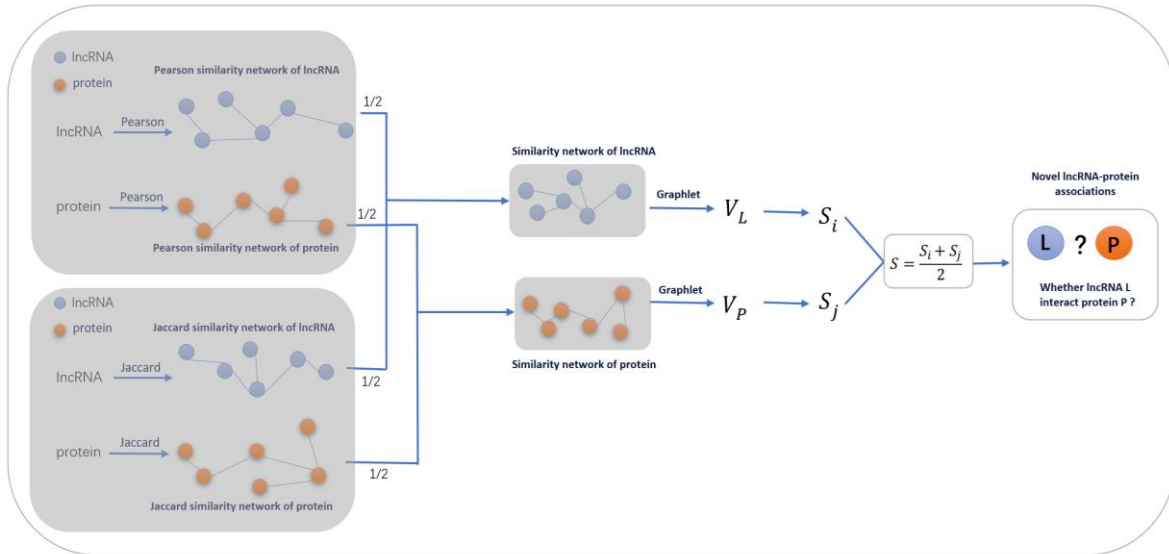 lncRNA
protein
Pearson similarity network of lncRNA
lncRNA
Pearson
1/2
protein
Pearson
1/2
Pearson similarity network of protein
lncRNA
protein
Jaccard similarity network of lncRNA
lncRNA
Jaccard
1/2
protein
Jaccard
1/2
Jaccard similarity network of protein
Similarity network of lncRNA
Graphlet
V_L
S_i
Similarity network of protein
Graphlet
V_P
S_j
S = \frac{S_i + S_j}{2}
Novel lncRNA-protein
associations
L ? P
Whether lncRNA L
interact protein P ?